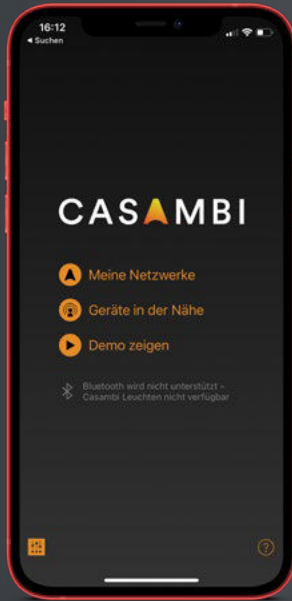 16:12
◀ Suchen
CASAMBI
Meine Netzwerke
Geräte in der Nähe
Demo zeigen
Bluetooth wird nicht unterstützt –
Casambi Leuchten nicht verfügbar
?